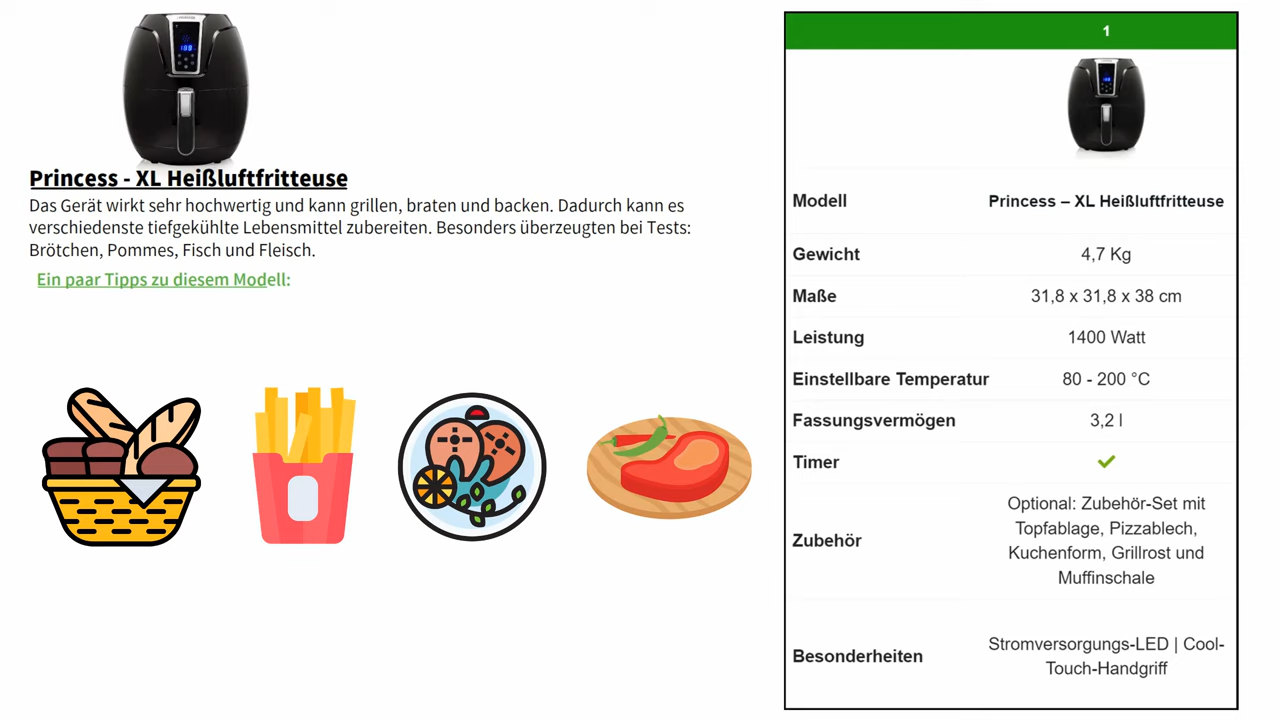 Princess - XL Heißluftfritteuse
Das Gerät wirkt sehr hochwertig und kann grillen, braten und backen. Dadurch kann es
verschiedenste tiefgekühlte Lebensmittel zubereiten. Besonders überzeugten bei Tests:
Brötchen, Pommes, Fisch und Fleisch.
Ein paar Tipps zu diesem Modell:
1
Modell Princess – XL Heißluftfritteuse
Gewicht 4,7 Kg
Maße 31,8 x 31,8 x 38 cm
Leistung 1400 Watt
Einstellbare Temperatur 80 - 200 °C
Fassungsvermögen 3,2 l
Timer
Zubehör
Optional: Zubehör-Set mit
Topfablage, Pizzablech,
Kuchenform, Grillrost und
Muffinschale
Besonderheiten
Stromversorgungs-LED | Cool-
Touch-Handgriff